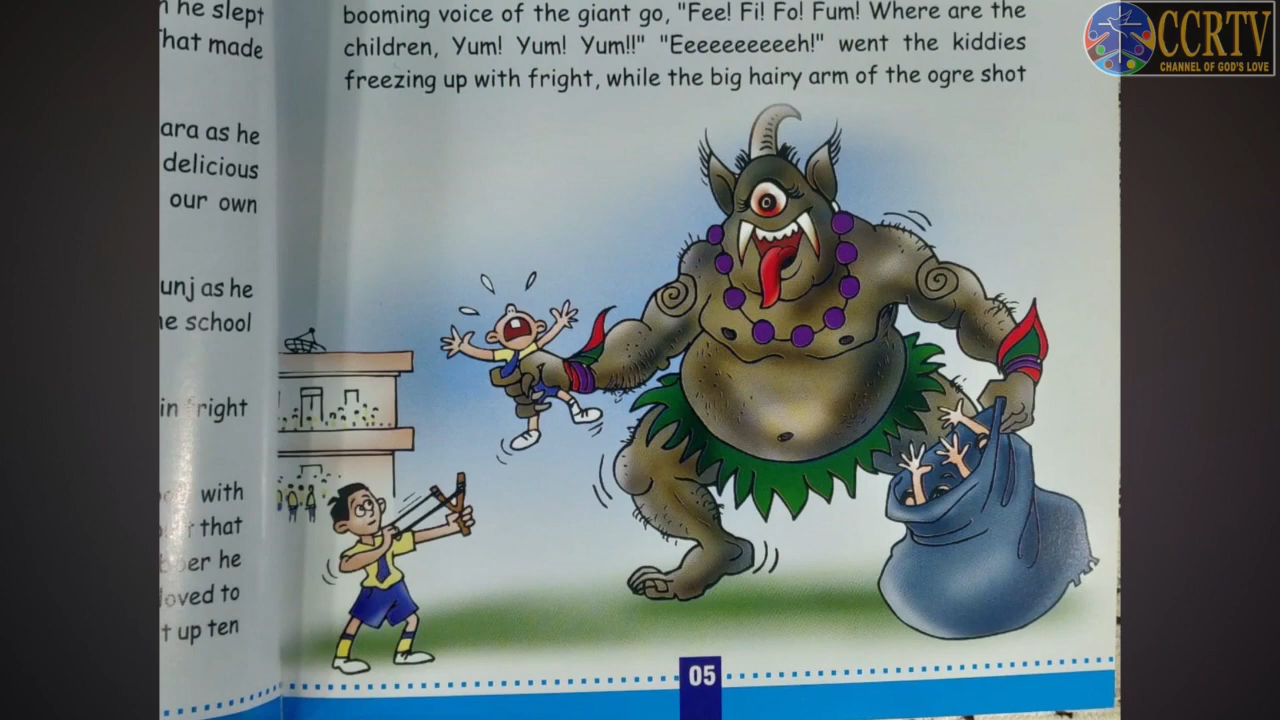 n he slept
That made
ara as he
delicious
our own
unj as he
ne school
in fright
with
that
ber he
loved to
t up ten
booming voice of the giant go, "Fee! Fi! Fo! Fum! Where are the
children, Yum! Yum! Yum!!" "Eeeeeeeeeeh!" went the kiddies
freezing up with fright, while the big hairy arm of the ogre shot
05
CCRTV
CHANNEL OF GOD'S LOVE